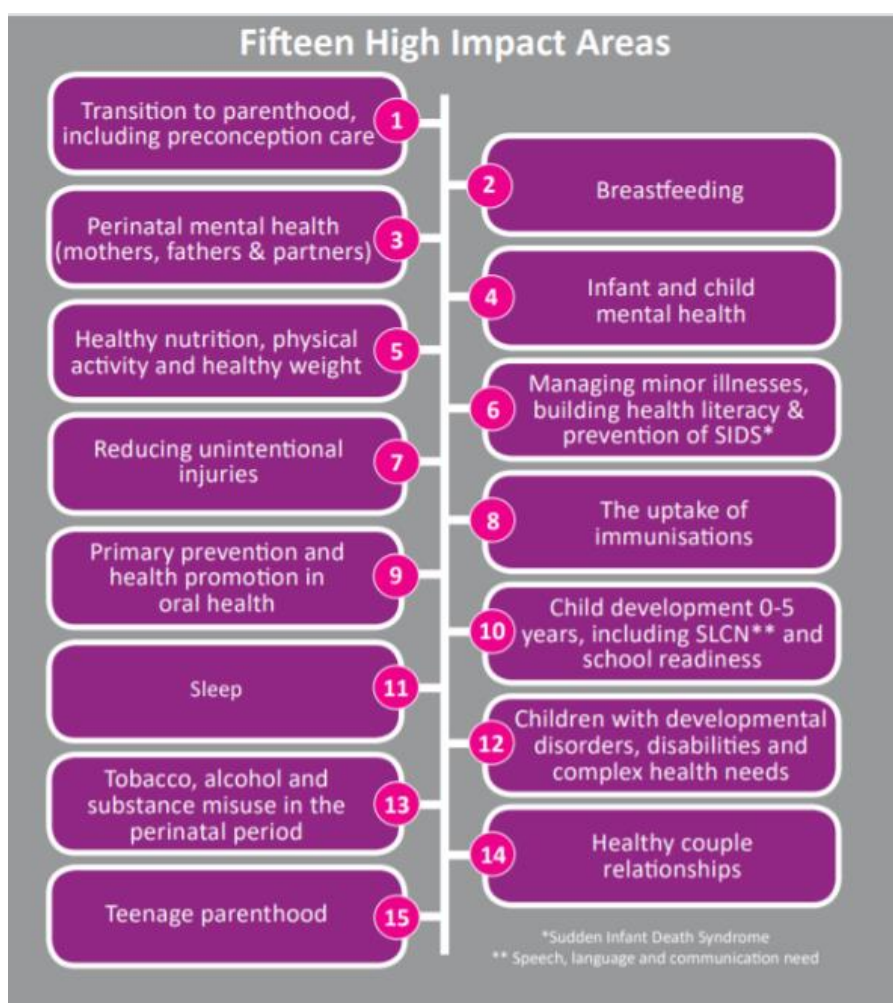 Fifteen High Impact Areas
Transition to parenthood,
including preconception care
1
2
Breastfeeding
Perinatal mental health
(mothers, fathers & partners)
3
4
Infant and child
mental health
Healthy nutrition, physical
activity and healthy weight
5
6
Managing minor illnesses,
building health literacy &
prevention of SIDS*
Reducing unintentional
injuries
7
8
The uptake of
immunisations
Primary prevention and
health promotion in
oral health
9
10
Child development 0-5
years, including SLCN** and
school readiness
Sleep
11
12
Children with developmental
disorders, disabilities and
complex health needs
Tobacco, alcohol and
substance misuse in the
perinatal period
13
14
Healthy couple
relationships
Teenage parenthood
15
*Sudden Infant Death Syndrome
** Speech, language and communication need